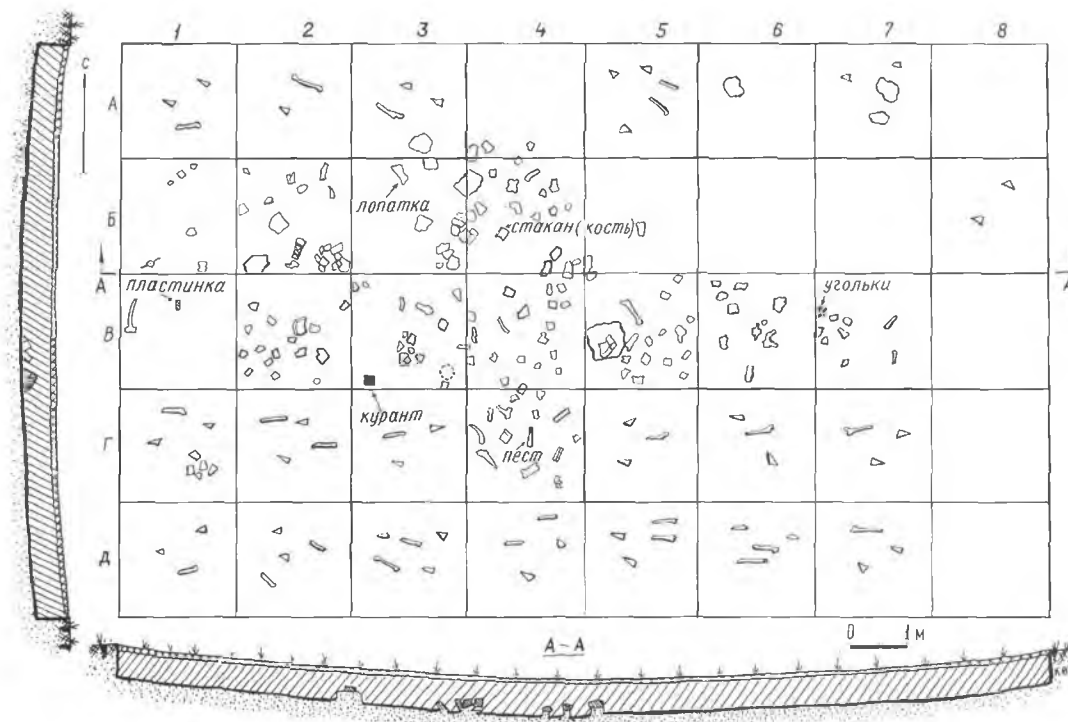 1 2 3 4 5 6 7 8
С
А
Б
лопатка
стакан (кость)
А А
пластинка
угольки
В
курант
Г
пест
Д
0 1 м
А-А